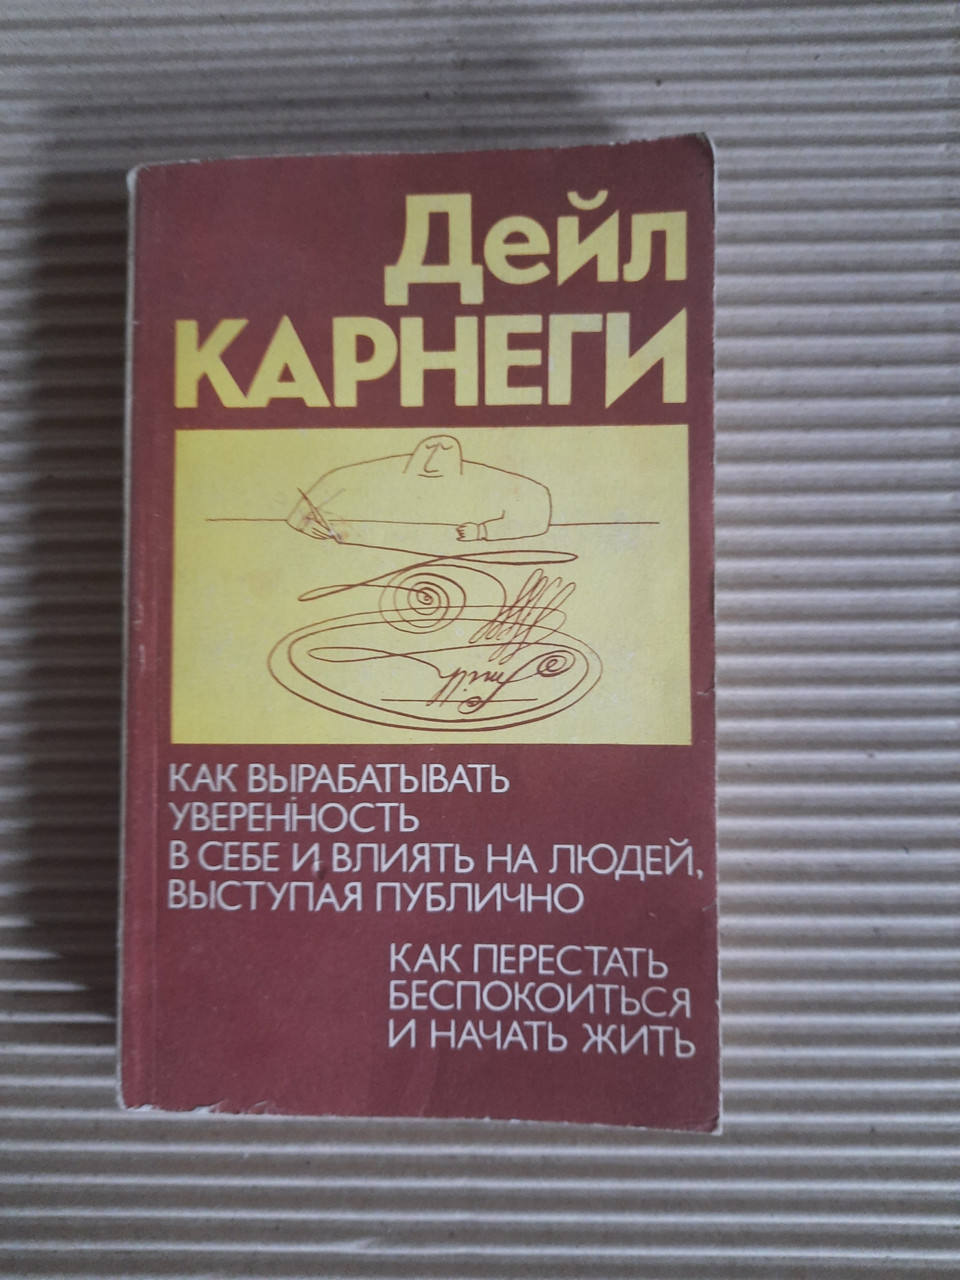 Дейл
КАРНЕГИ
КАК ВЫРАБАТЫВАТЬ
УВЕРЕННОСТЬ
В СЕБЕ И ВЛИЯТЬ НА ЛЮДЕЙ,
ВЫСТУПАЯ ПУБЛИЧНО
КАК ПЕРЕСТАТЬ
БЕСПОКОИТЬСЯ
И НАЧАТЬ ЖИТЬ